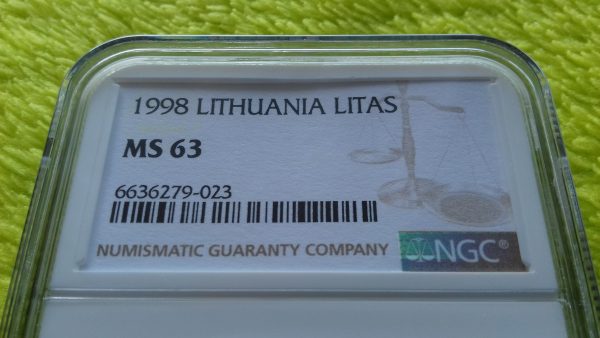 1998 LITHUANIA LITAS
MS 63
6636279-023
NUMISMATIC GUARANTY COMPANY
NGC®